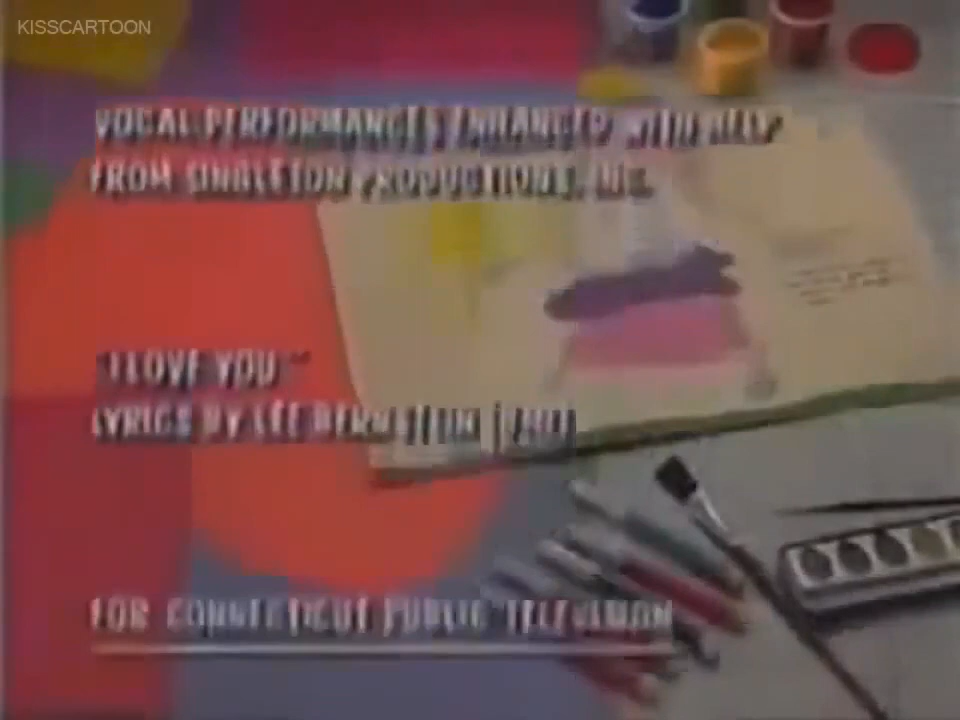 KISSCARTOON
VOCAL PERFORMANCES ENHANCED WITH HELP
FROM SINGLETON PRODUCTIONS, INC.
"I LOVE YOU"
LYRICS BY LEE BERNSTEIN
FOR CONNECTICUT PUBLIC TELEVISION